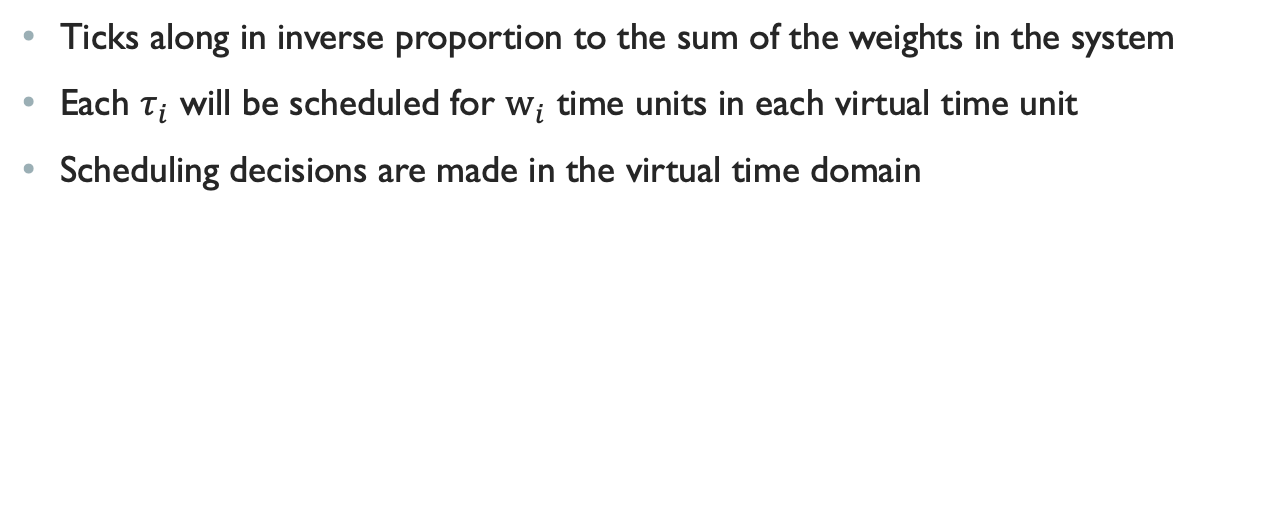 • Ticks along in inverse proportion to the sum of the weights in the system
• Each τᵢ will be scheduled for wᵢ time units in each virtual time unit
• Scheduling decisions are made in the virtual time domain